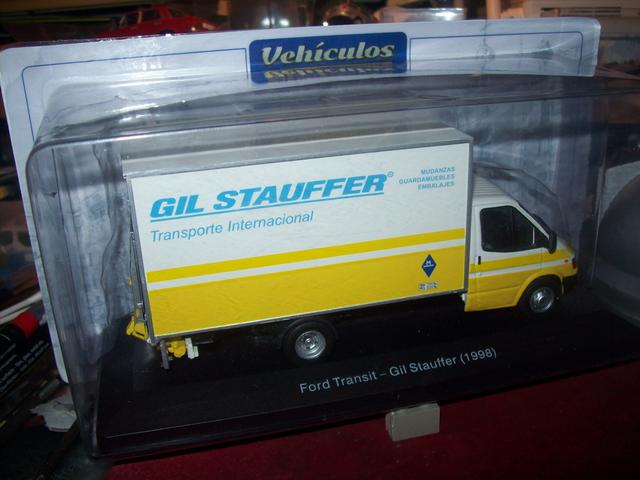 Vehículos
GIL STAUFFER®
Transporte Internacional
MUDANZAS
GUARDAMUEBLES
EMBALAJES
Ford Transit – Gil Stauffer (1998)